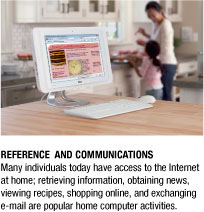 REFERENCE AND COMMUNICATIONS
Many individuals today have access to the Internet
at home; retrieving information, obtaining news,
viewing recipes, shopping online, and exchanging
e-mail are popular home computer activities.